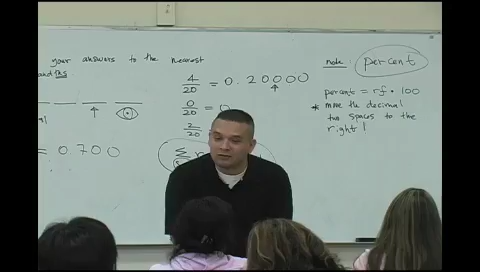 your answers to the nearest
andths
= 0.700
4/20 = 0.20000
0/20 = 0
2/20
Σ r
note: percent
percent = rf • 100
* move the decimal
two spaces to the
right!